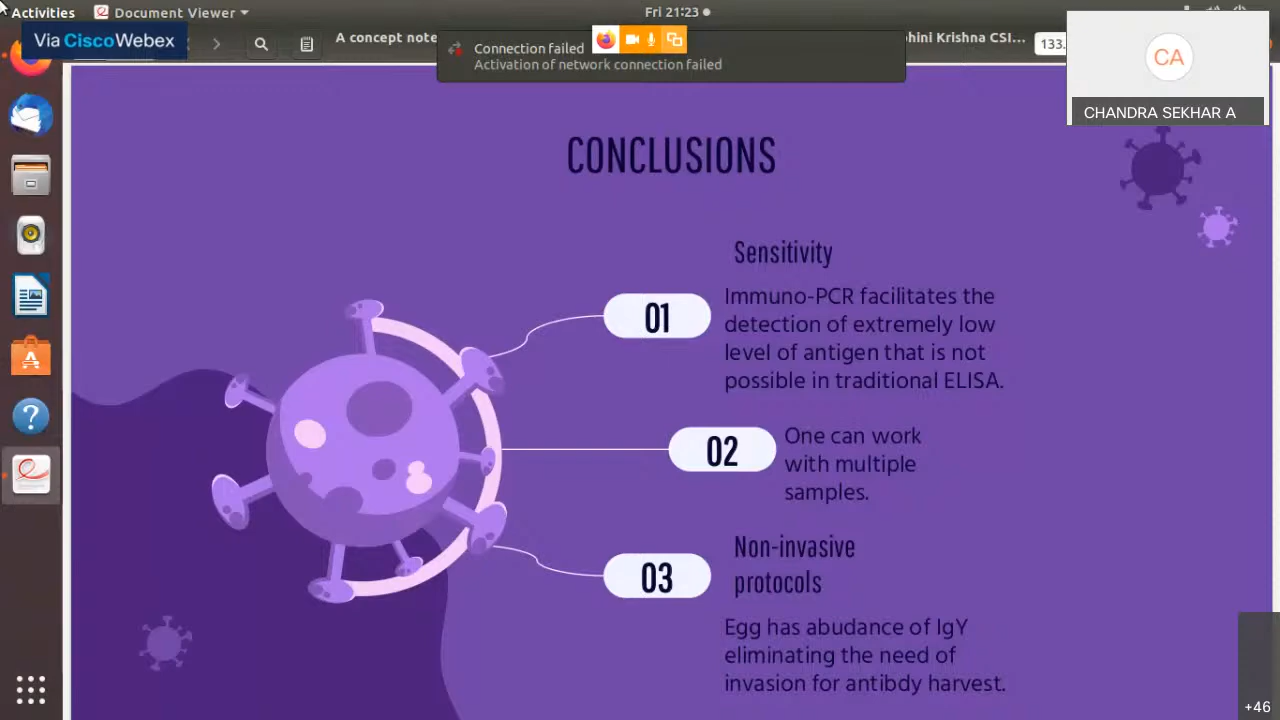 Activities
Document Viewer
Fri 21:23
Via CiscoWebex
A concept note
hini Krishna CSI...
133.
Connection failed
Activation of network connection failed
CA
CHANDRA SEKHAR A
CONCLUSIONS
Sensitivity
01
Immuno-PCR facilitates the
detection of extremely low
level of antigen that is not
possible in traditional ELISA.
02
One can work
with multiple
samples.
Non-invasive
protocols
03
Egg has abudance of IgY
eliminating the need of
invasion for antibdy harvest.
+46